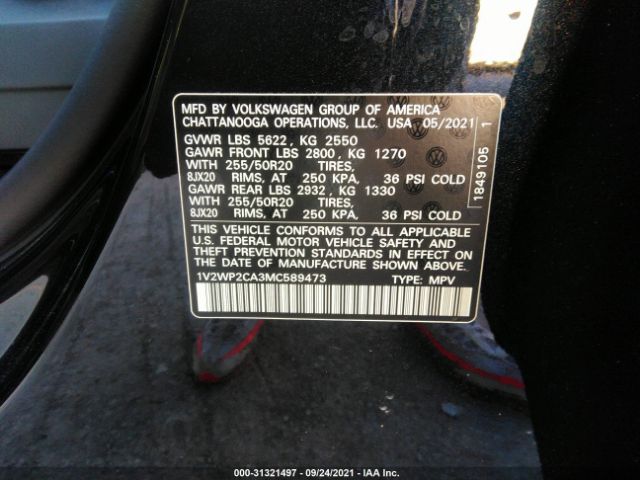 MFD BY VOLKSWAGEN GROUP OF AMERICA
CHATTANOOGA OPERATIONS, LLC. USA 05/2021
GVWR LBS 5622, KG 2550
GAWR FRONT LBS 2800, KG 1270
WITH 255/50R20 TIRES,
8JX20 RIMS, AT 250 KPA, 36 PSI COLD
GAWR REAR LBS 2932, KG 1330
WITH 255/50R20 TIRES,
8JX20 RIMS, AT 250 KPA, 36 PSI COLD
THIS VEHICLE CONFORMS TO ALL APPLICABLE
U.S. FEDERAL MOTOR VEHICLE SAFETY AND
THEFT PREVENTION STANDARDS IN EFFECT ON
THE DATE OF MANUFACTURE SHOWN ABOVE.
1V2WP2CA3MC589473 TYPE: MPV
1849105 1
000-31321497 - 09/24/2021 - IAA Inc.